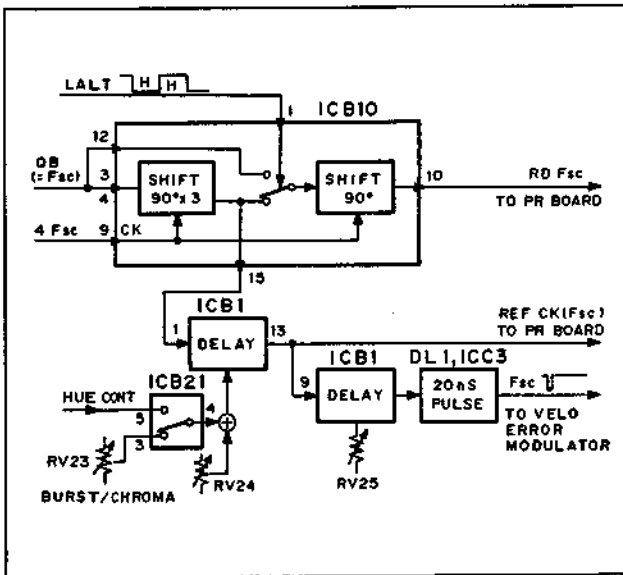 LALT H H
1
ICB10
12
QB
(=Fsc)
3
4
SHIFT
90°x 3
SHIFT
90°
10
RD Fsc
TO PR BOARD
4 Fsc
9
CK
15
ICB1
1
DELAY
13
REF CK(Fsc)
TO PR BOARD
ICB1
DL1, ICC3
9
DELAY
20nS
PULSE
Fsc
TO VELO
ERROR
MODULATOR
ICB21
HUE CONT
5
4
3
RV23
RV24
RV25
BURST/CHROMA